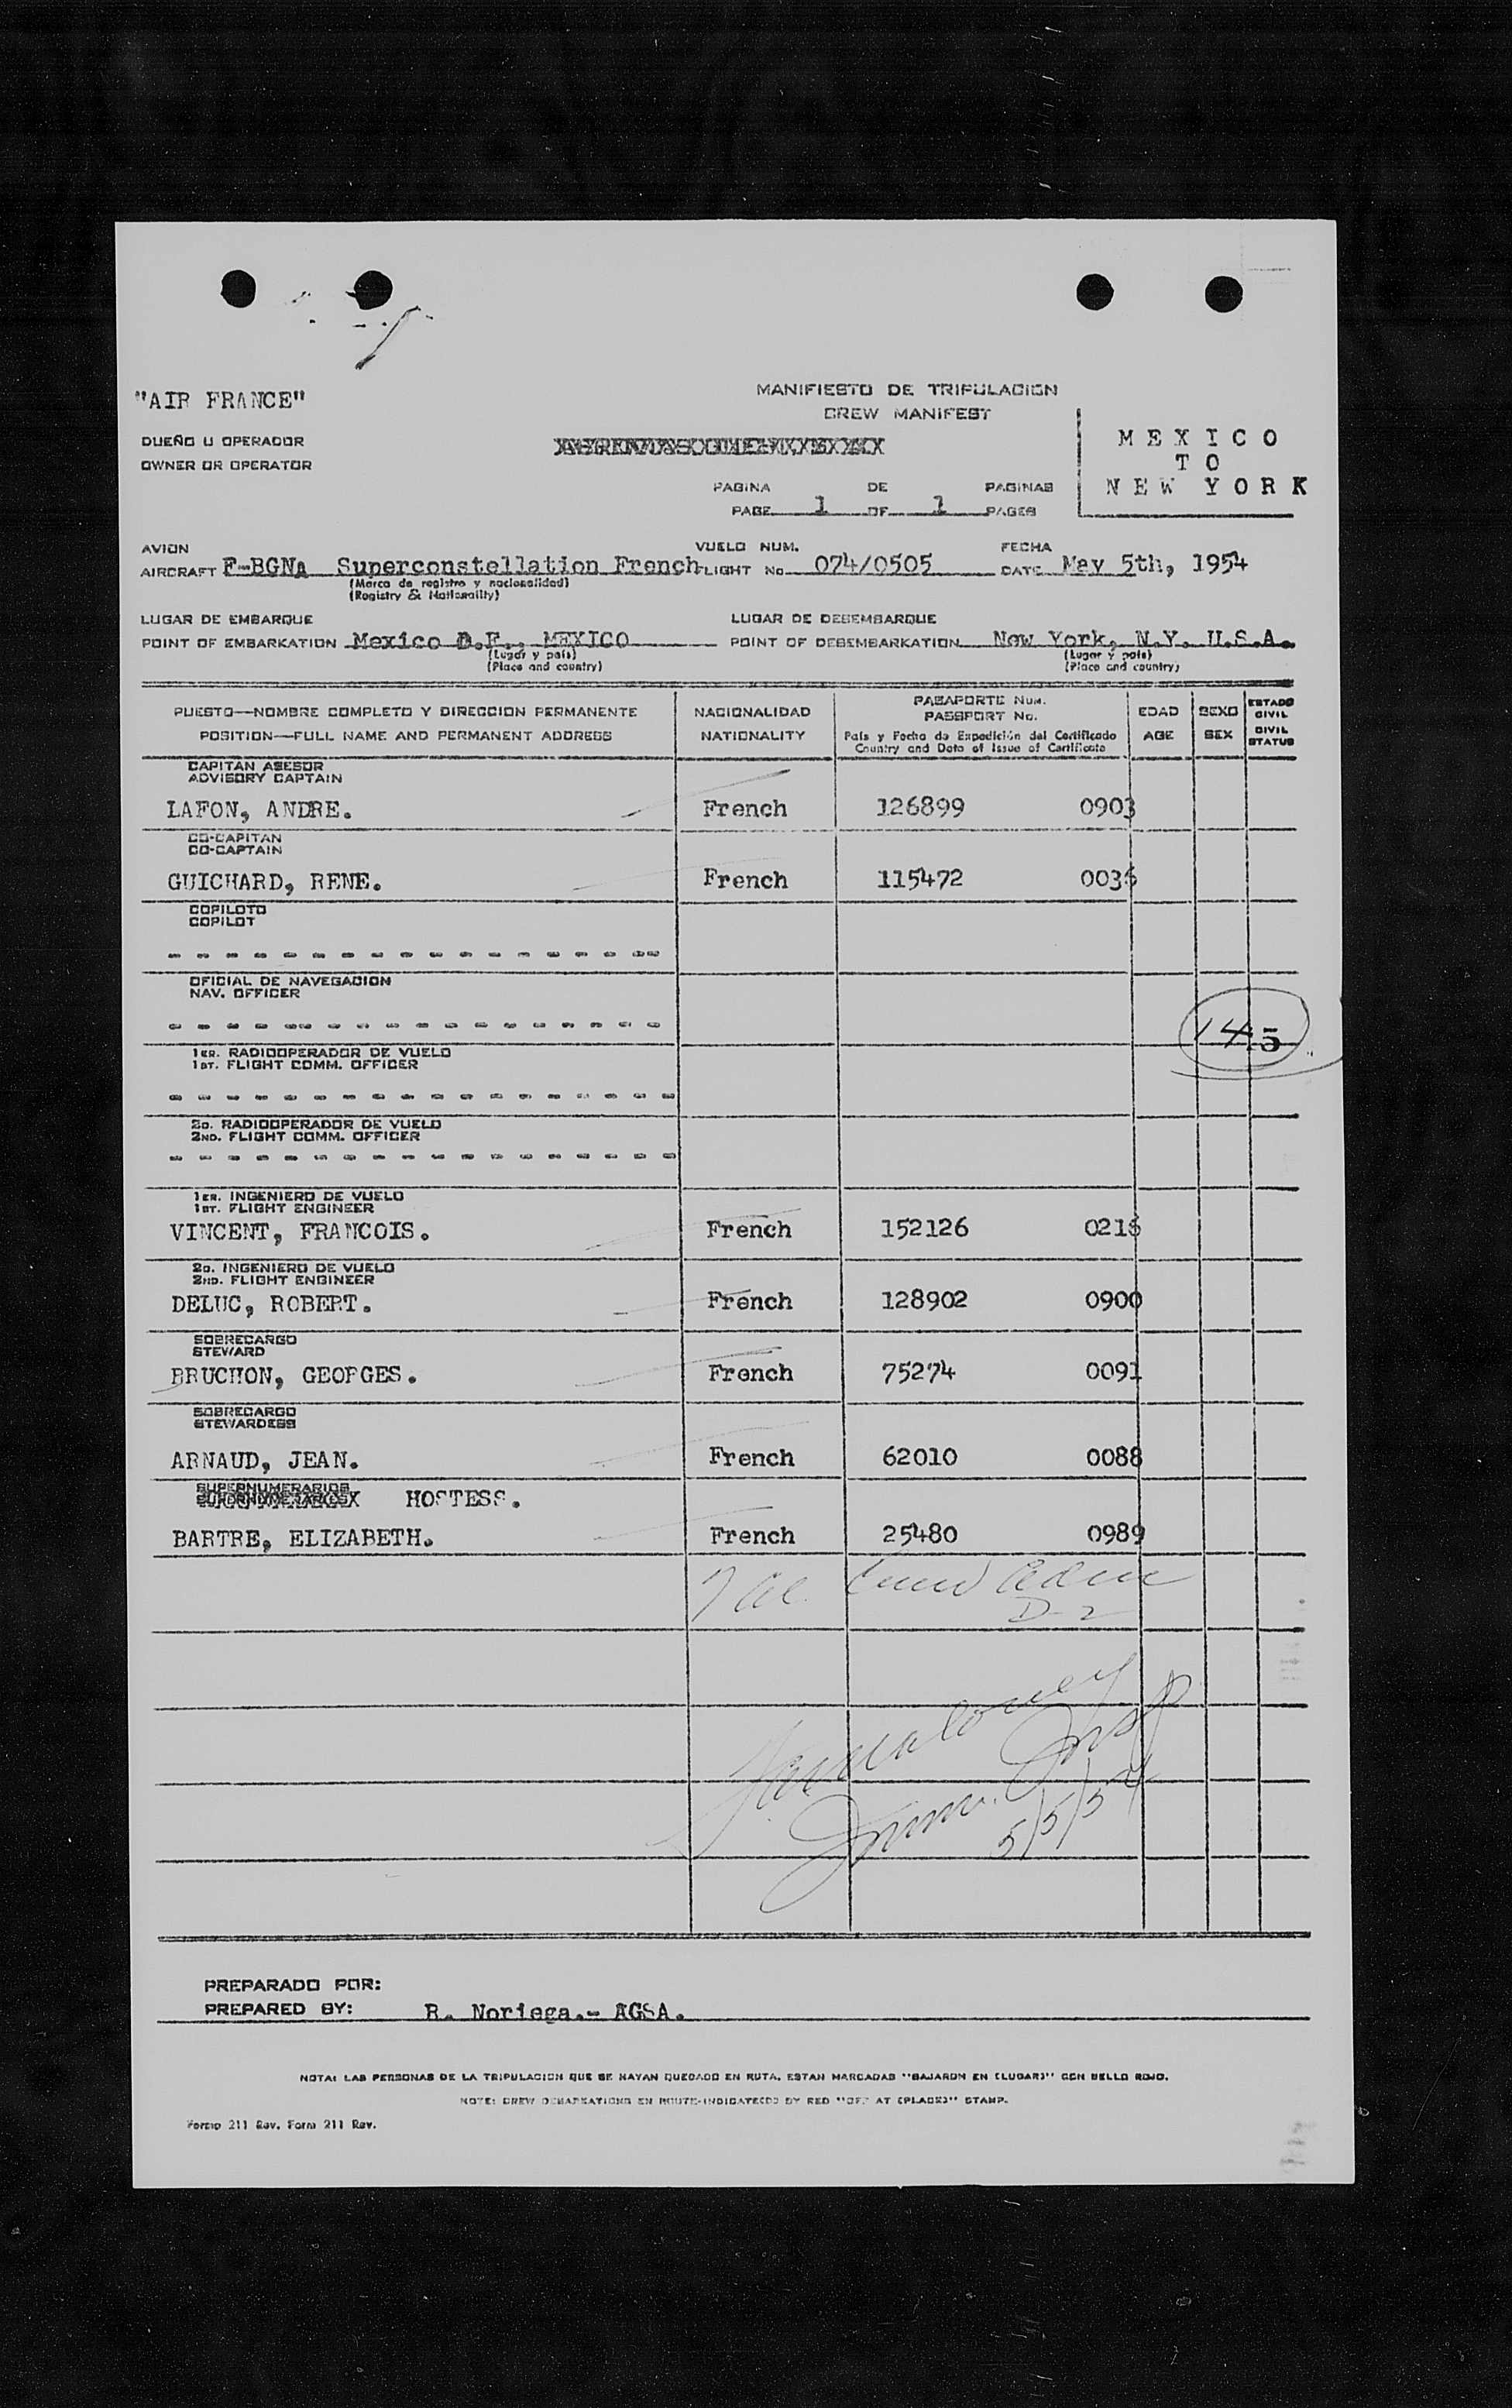 "AIR FRANCE"
DUEÑO U OPERADOR
OWNER OR OPERATOR
MANIFIESTO DE TRIPULACION
CREW MANIFEST
MEXICO
TO
NEW YORK
PAGINA DE PAGINAS
PAGE 1 OF 1 PAGES
AVION VUELO NUM. FECHA
AIRCRAFT F-BGNA Superconstellation French FLIGHT No. 074/0505 DATE May 5th, 1954
(Marca de registro y nacionalidad)
(Registry & Nationality)
LUGAR DE EMBARQUE LUGAR DE DESEMBARQUE
POINT OF EMBARKATION Mexico D.F., MEXICO POINT OF DESEMBARKATION New York, N.Y. U.S.A.
(Lugar y país) (Lugar y país)
(Place and country) (Place and country)
PUESTO—NOMBRE COMPLETO Y DIRECCION PERMANENTE NACIONALIDAD PASAPORTE NUM. EDAD SEXO ESTADO CIVIL
POSITION—FULL NAME AND PERMANENT ADDRESS NATIONALITY PASSPORT No. AGE SEX CIVIL STATUS
País y Fecha de Expedición del Certificado
Country and Date of Issue of Certificate
CAPITAN ASESOR
ADVISORY CAPTAIN
LAFON, ANDRE. French 126899 0903
CO-CAPITAN
CO-CAPTAIN
GUICHARD, RENE. French 115472 0036
COPILOTO
COPILOT
OFICIAL DE NAVEGACION
NAV. OFFICER
145
1ER. RADIOOPERADOR DE VUELO
1ST. FLIGHT COMM. OFFICER
2O. RADIOOPERADOR DE VUELO
2ND. FLIGHT COMM. OFFICER
1ER. INGENIERO DE VUELO
1ST. FLIGHT ENGINEER
VINCENT, FRANCOIS. French 152126 0216
2O. INGENIERO DE VUELO
2ND. FLIGHT ENGINEER
DELUC, ROBERT. French 128902 0900
SOBRECARGO
STEWARD
BRUCHON, GEORGES. French 75274 0091
SOBRECARGO
STEWARDESS
ARNAUD, JEAN. French 62010 0088
SUPERNUMERARIOS
HOSTESS.
BARTRE, ELIZABETH. French 25480 0989
D-2
Imm. Insp
5/5/54
PREPARADO POR:
PREPARED BY: R. Noriega.- AGSA.
NOTA: LAS PERSONAS DE LA TRIPULACION QUE SE HAYAN QUEDADO EN RUTA, ESTAN MARCADAS "BAJARON EN (LUGAR)" CON SELLO ROJO.
NOTE: CREW DEBARKATIONS EN ROUTE-INDICATED BY RED "OFF AT (PLACE)" STAMP.
Forma 211 Rev. Form 211 Rev.